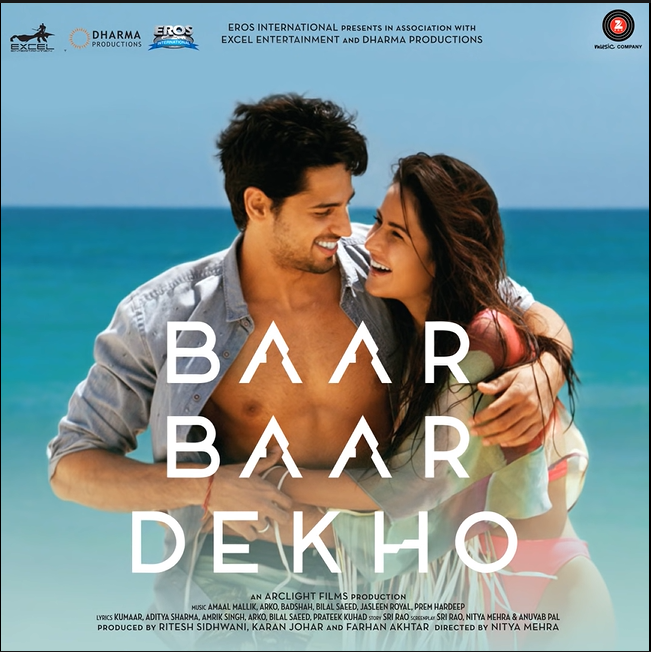 EXCEL
DHARMA
PRODUCTIONS
EROS
INTERNATIONAL
EROS INTERNATIONAL PRESENTS IN ASSOCIATION WITH
EXCEL ENTERTAINMENT AND DHARMA PRODUCTIONS
Z
music COMPANY
BAAR
BAAR
DEKHO
AN ARCLIGHT FILMS PRODUCTION
MUSIC AMAAL MALLIK, ARKO, BADSHAH, BILAL SAEED, JASLEEN ROYAL, PREM HARDEEP
LYRICS KUMAAR, ADITYA SHARMA, AMRIK SINGH, ARKO, BILAL SAEED, PRATEEK KUHAD STORY SRI RAO SCREENPLAY SRI RAO, NITYA MEHRA & ANUVAB PAL
PRODUCED BY RITESH SIDHWANI, KARAN JOHAR AND FARHAN AKHTAR DIRECTED BY NITYA MEHRA